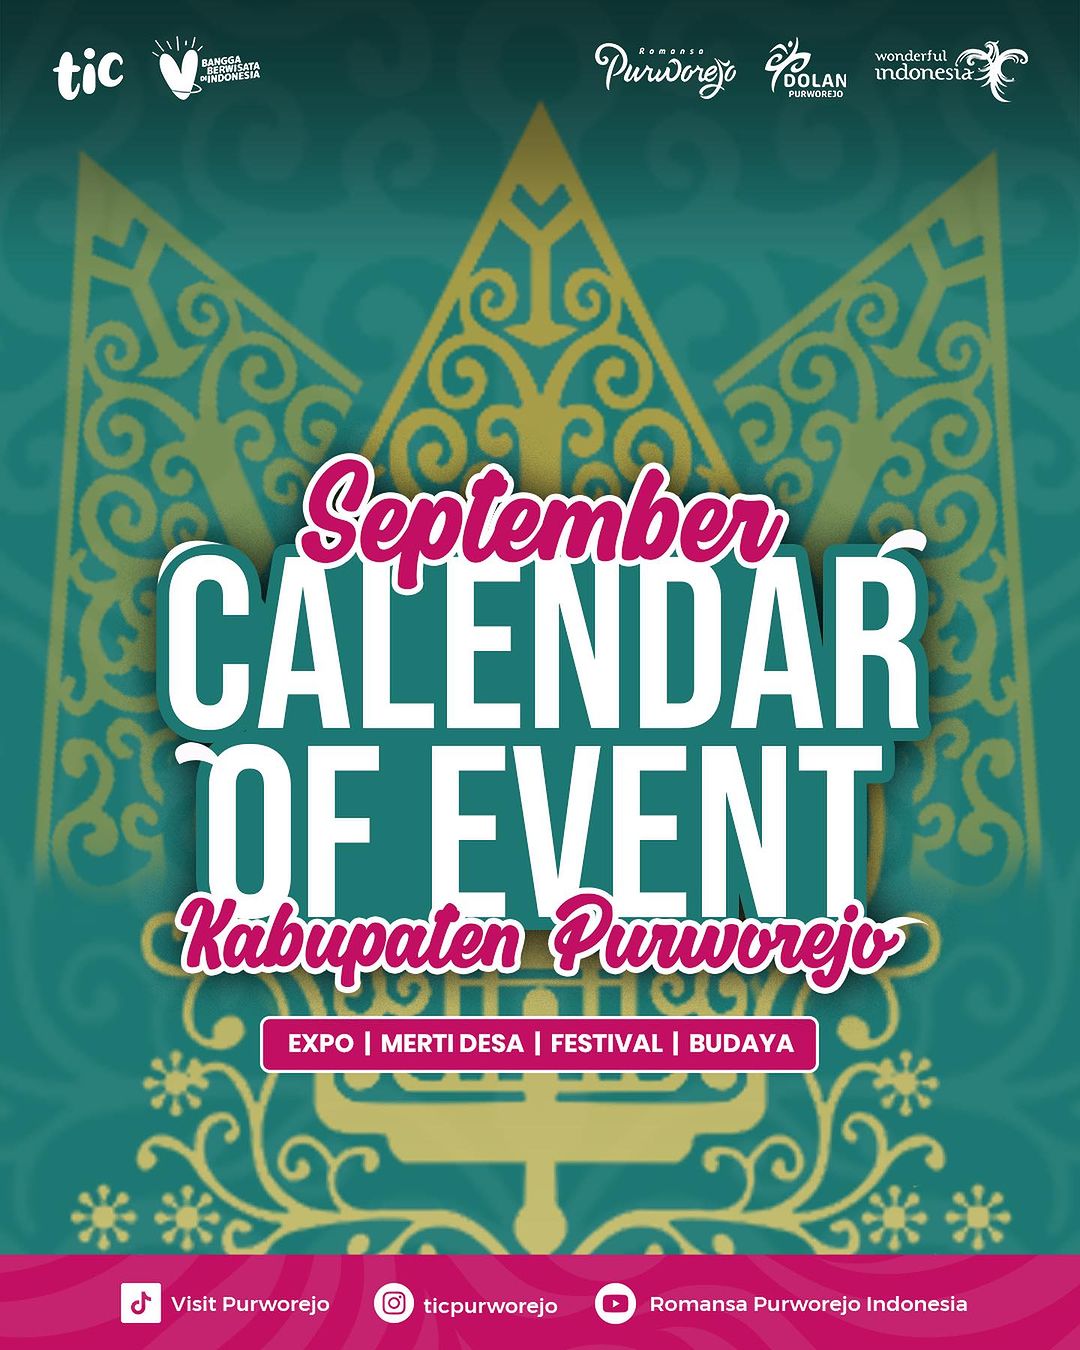 tic
BANGGA
BERWISATA
DI INDONESIA
Romansa
Purworejo
DOLAN
PURWOREJO
wonderful
indonesia
September
CALENDAR
OF EVENT
Kabupaten Purworejo
EXPO | MERTI DESA | FESTIVAL | BUDAYA
Visit Purworejo
ticpurworejo
Romansa Purworejo Indonesia